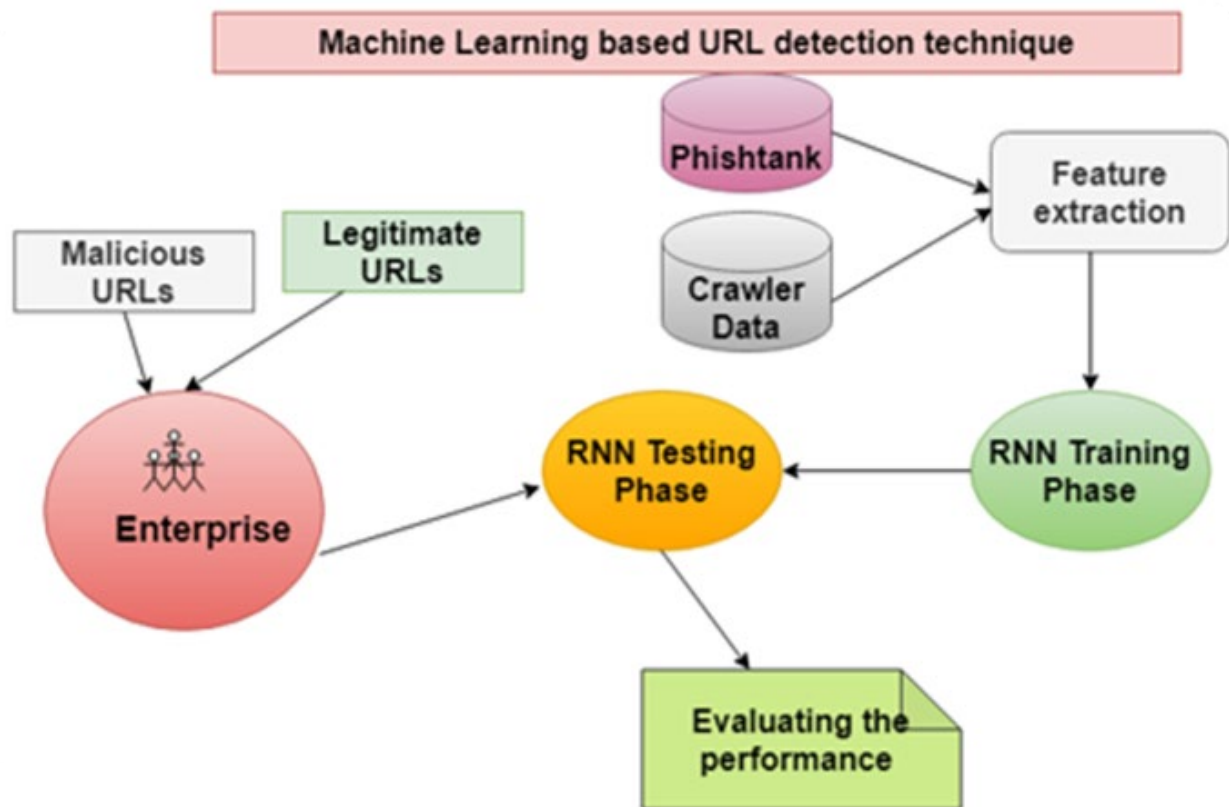 Machine Learning based URL detection technique
Phishtank
Feature
extraction
Legitimate
URLs
Malicious
URLs
Crawler
Data
Enterprise
RNN Testing
Phase
RNN Training
Phase
Evaluating the
performance